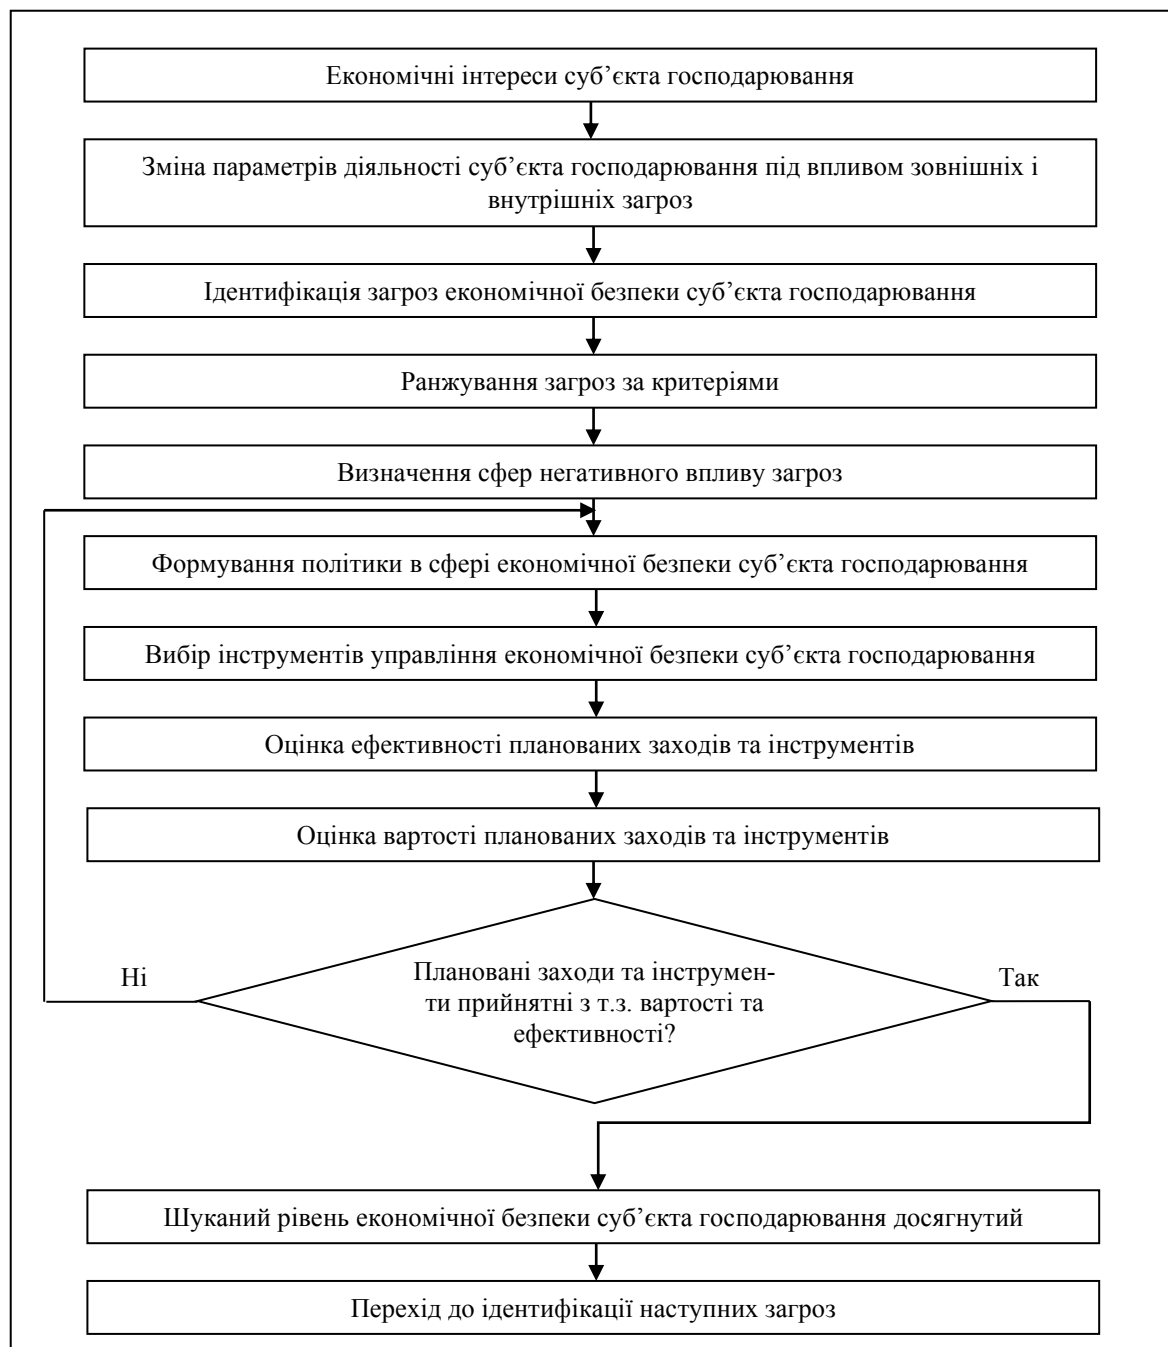 Економічні інтереси суб’єкта господарювання
Зміна параметрів діяльності суб’єкта господарювання під впливом зовнішніх і
внутрішніх загроз
Ідентифікація загроз економічної безпеки суб’єкта господарювання
Ранжування загроз за критеріями
Визначення сфер негативного впливу загроз
Формування політики в сфері економічної безпеки суб’єкта господарювання
Вибір інструментів управління економічної безпеки суб’єкта господарювання
Оцінка ефективності планованих заходів та інструментів
Оцінка вартості планованих заходів та інструментів
Ні
Плановані заходи та інструмен-
ти прийнятні з т.з. вартості та
ефективності?
Так
Шуканий рівень економічної безпеки суб’єкта господарювання досягнутий
Перехід до ідентифікації наступних загроз